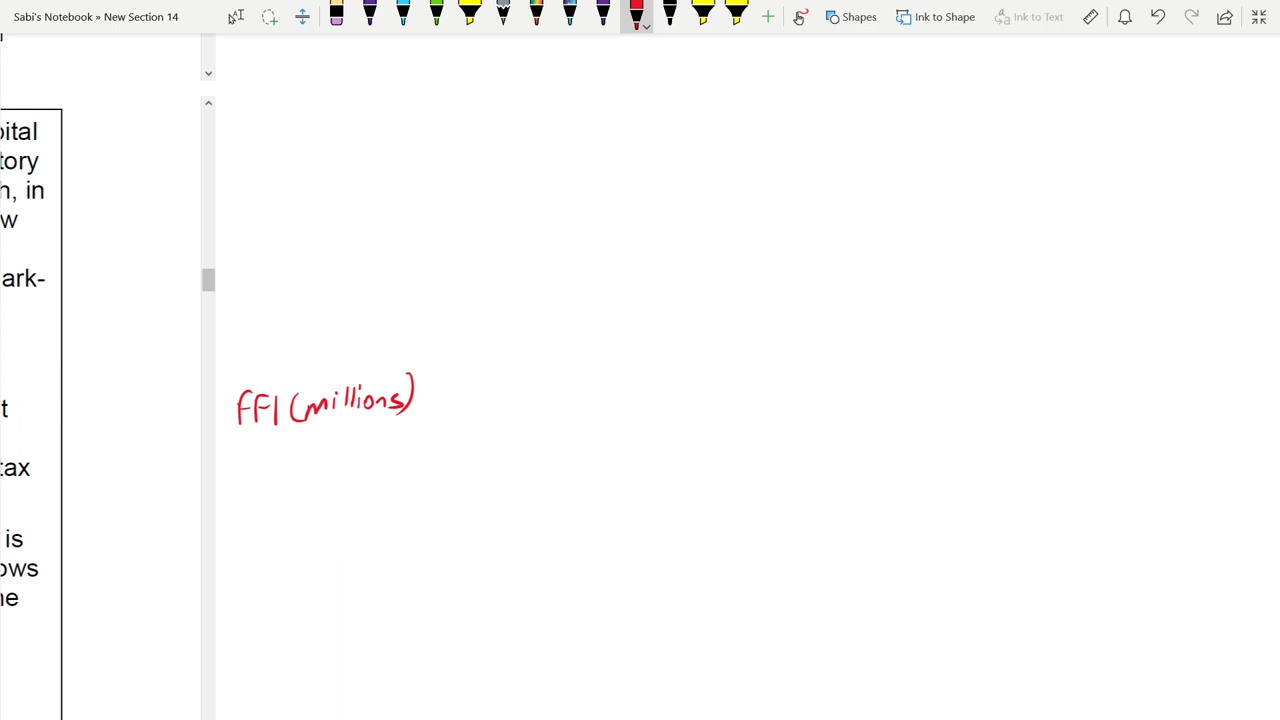 Sabi's Notebook » New Section 14
Shapes
Ink to Shape
Ink to Text
pital
tory
h, in
w
ark-
t
tax
is
ows
ne
FFI (millions)